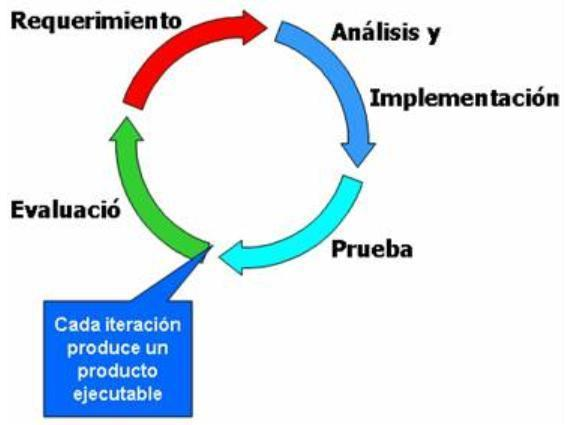 Requerimiento
Análisis y
Implementación
Evaluació
Prueba
Cada iteración
produce un
producto
ejecutable